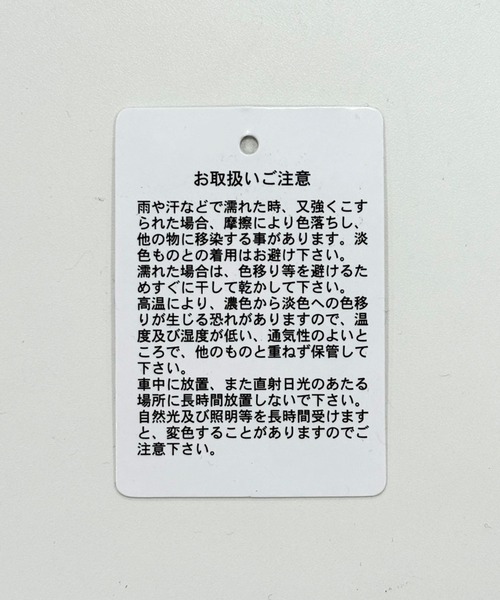 お取扱いご注意
雨や汗などで濡れた時、又強くこす
られた場合、摩擦により色落ちし、
他の物に移染する事があります。淡
色ものとの着用はお避け下さい。
濡れた場合は、色移り等を避けるた
めすぐに干して乾かして下さい。
高温により、濃色から淡色への色移
りが生じる恐れがありますので、温
度及び湿度が低い、通気性のよいと
ころで、他のものと重ねず保管して
下さい。
車中に放置、また直射日光のあたる
場所に長時間放置しないで下さい。
自然光及び照明等を長時間受けます
と、変色することがありますのでご
注意下さい。